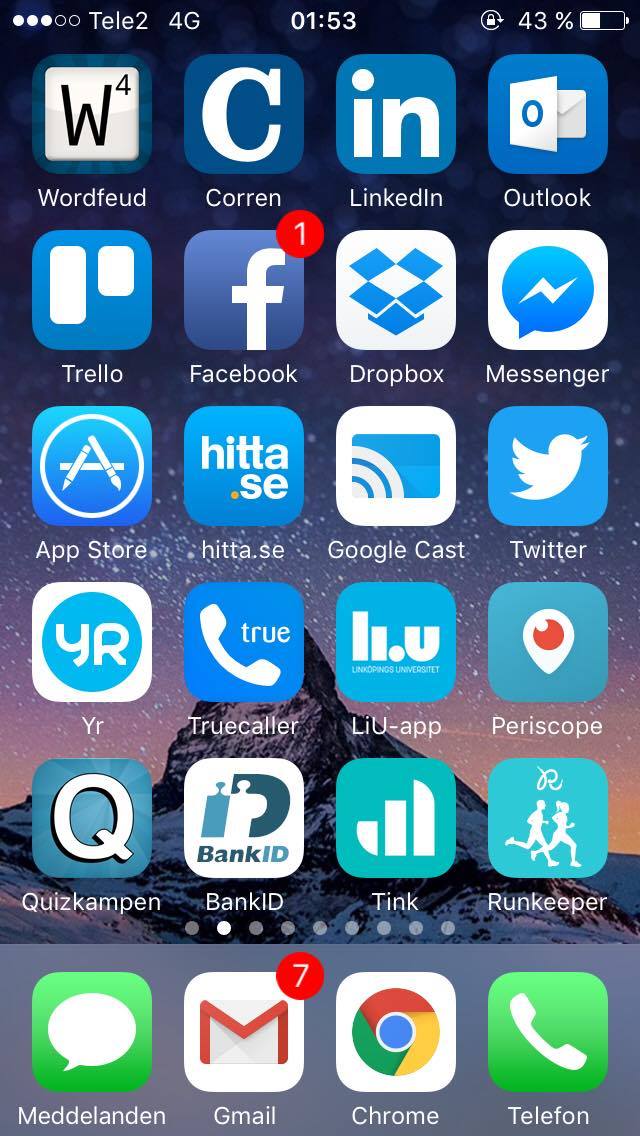 Tele2 4G 01:53 43 %
W4 C in O
Wordfeud Corren LinkedIn Outlook
1
f
Trello Facebook Dropbox Messenger
hitta
.se
App Store hitta.se Google Cast Twitter
YR true li.u
LINKÖPINGS UNIVERSITET
Yr Truecaller LiU-app Periscope
Q BankID R
Quizkampen BankID Tink Runkeeper
7
M
Meddelanden Gmail Chrome Telefon